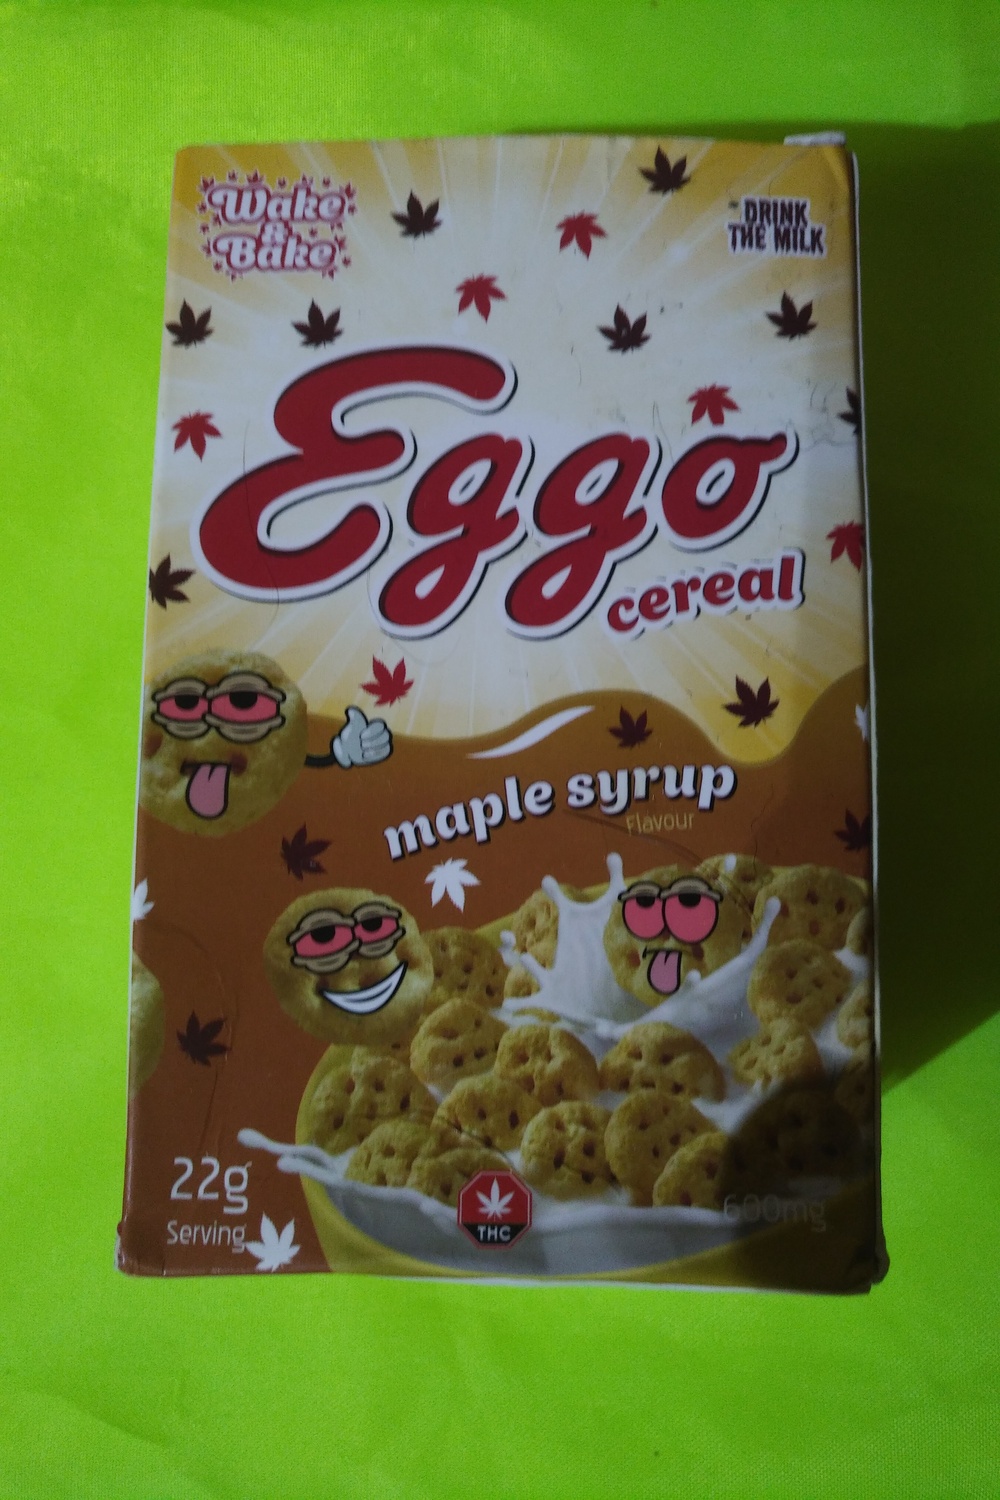 Wake
&
Bake
DRINK
THE MILK
Eggo
cereal
maple syrup
Flavour
22g
Serving
THC
600mg